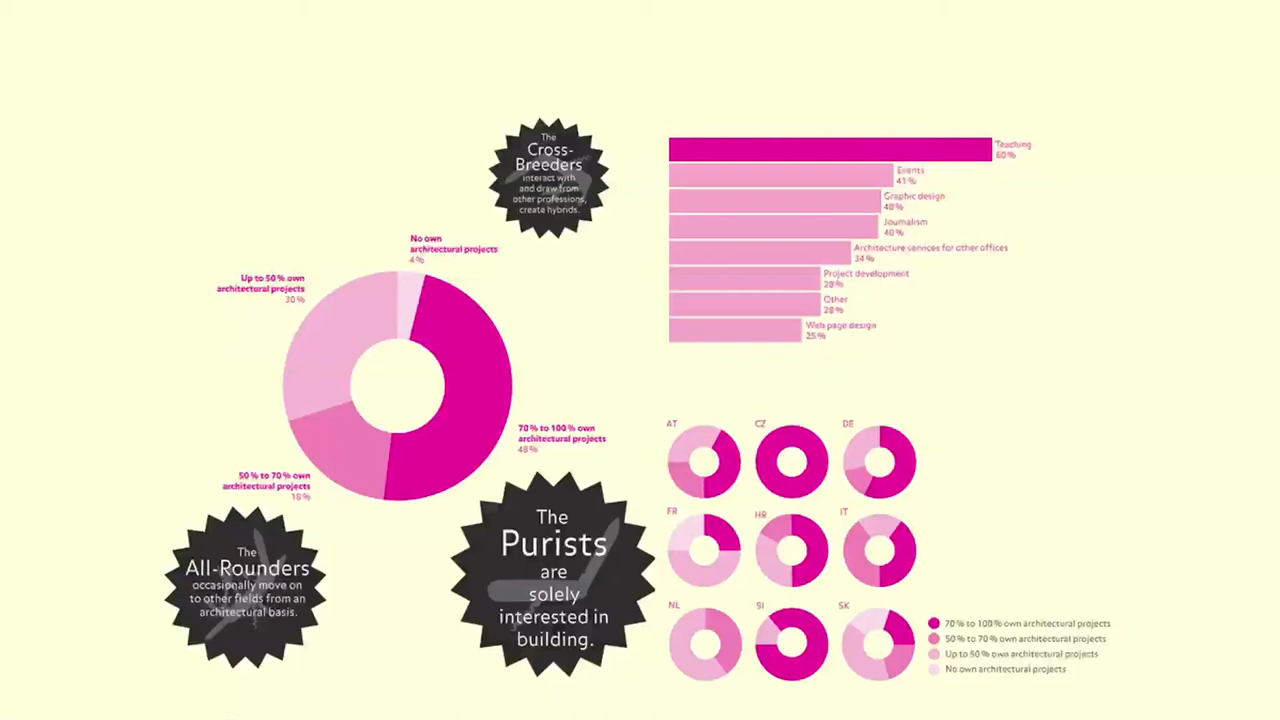 The
Cross-
Breeders
interact with
and draw from
other professions,
create hybrids.
No own
architectural projects
4 %
Up to 50 % own
architectural projects
30 %
70 % to 100 % own
architectural projects
48 %
50 % to 70 % own
architectural projects
18 %
The
All-Rounders
occasionally move on
to other fields from an
architectural basis.
The
Purists
are
solely
interested in
building.
Teaching
60 %
Events
41 %
Graphic design
40 %
Journalism
40 %
Architecture services for other offices
34 %
Project development
28 %
Other
28 %
Web page design
25 %
AT
CZ
DE
FR
HR
IT
NL
SI
SK
70 % to 100 % own architectural projects
50 % to 70 % own architectural projects
Up to 50 % own architectural projects
No own architectural projects